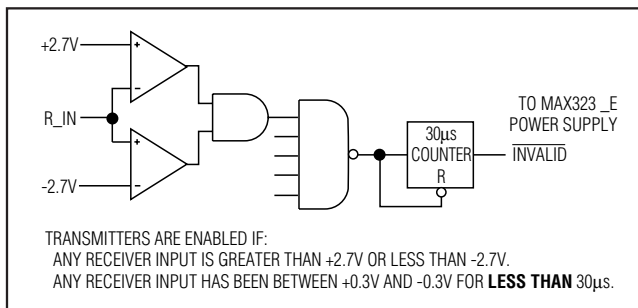 +2.7V
+
-
R_IN
+
-
-2.7V
30µs
COUNTER
R
TO MAX323 _E
POWER SUPPLY
INVALID
TRANSMITTERS ARE ENABLED IF:
ANY RECEIVER INPUT IS GREATER THAN +2.7V OR LESS THAN -2.7V.
ANY RECEIVER INPUT HAS BEEN BETWEEN +0.3V AND -0.3V FOR LESS THAN 30µs.